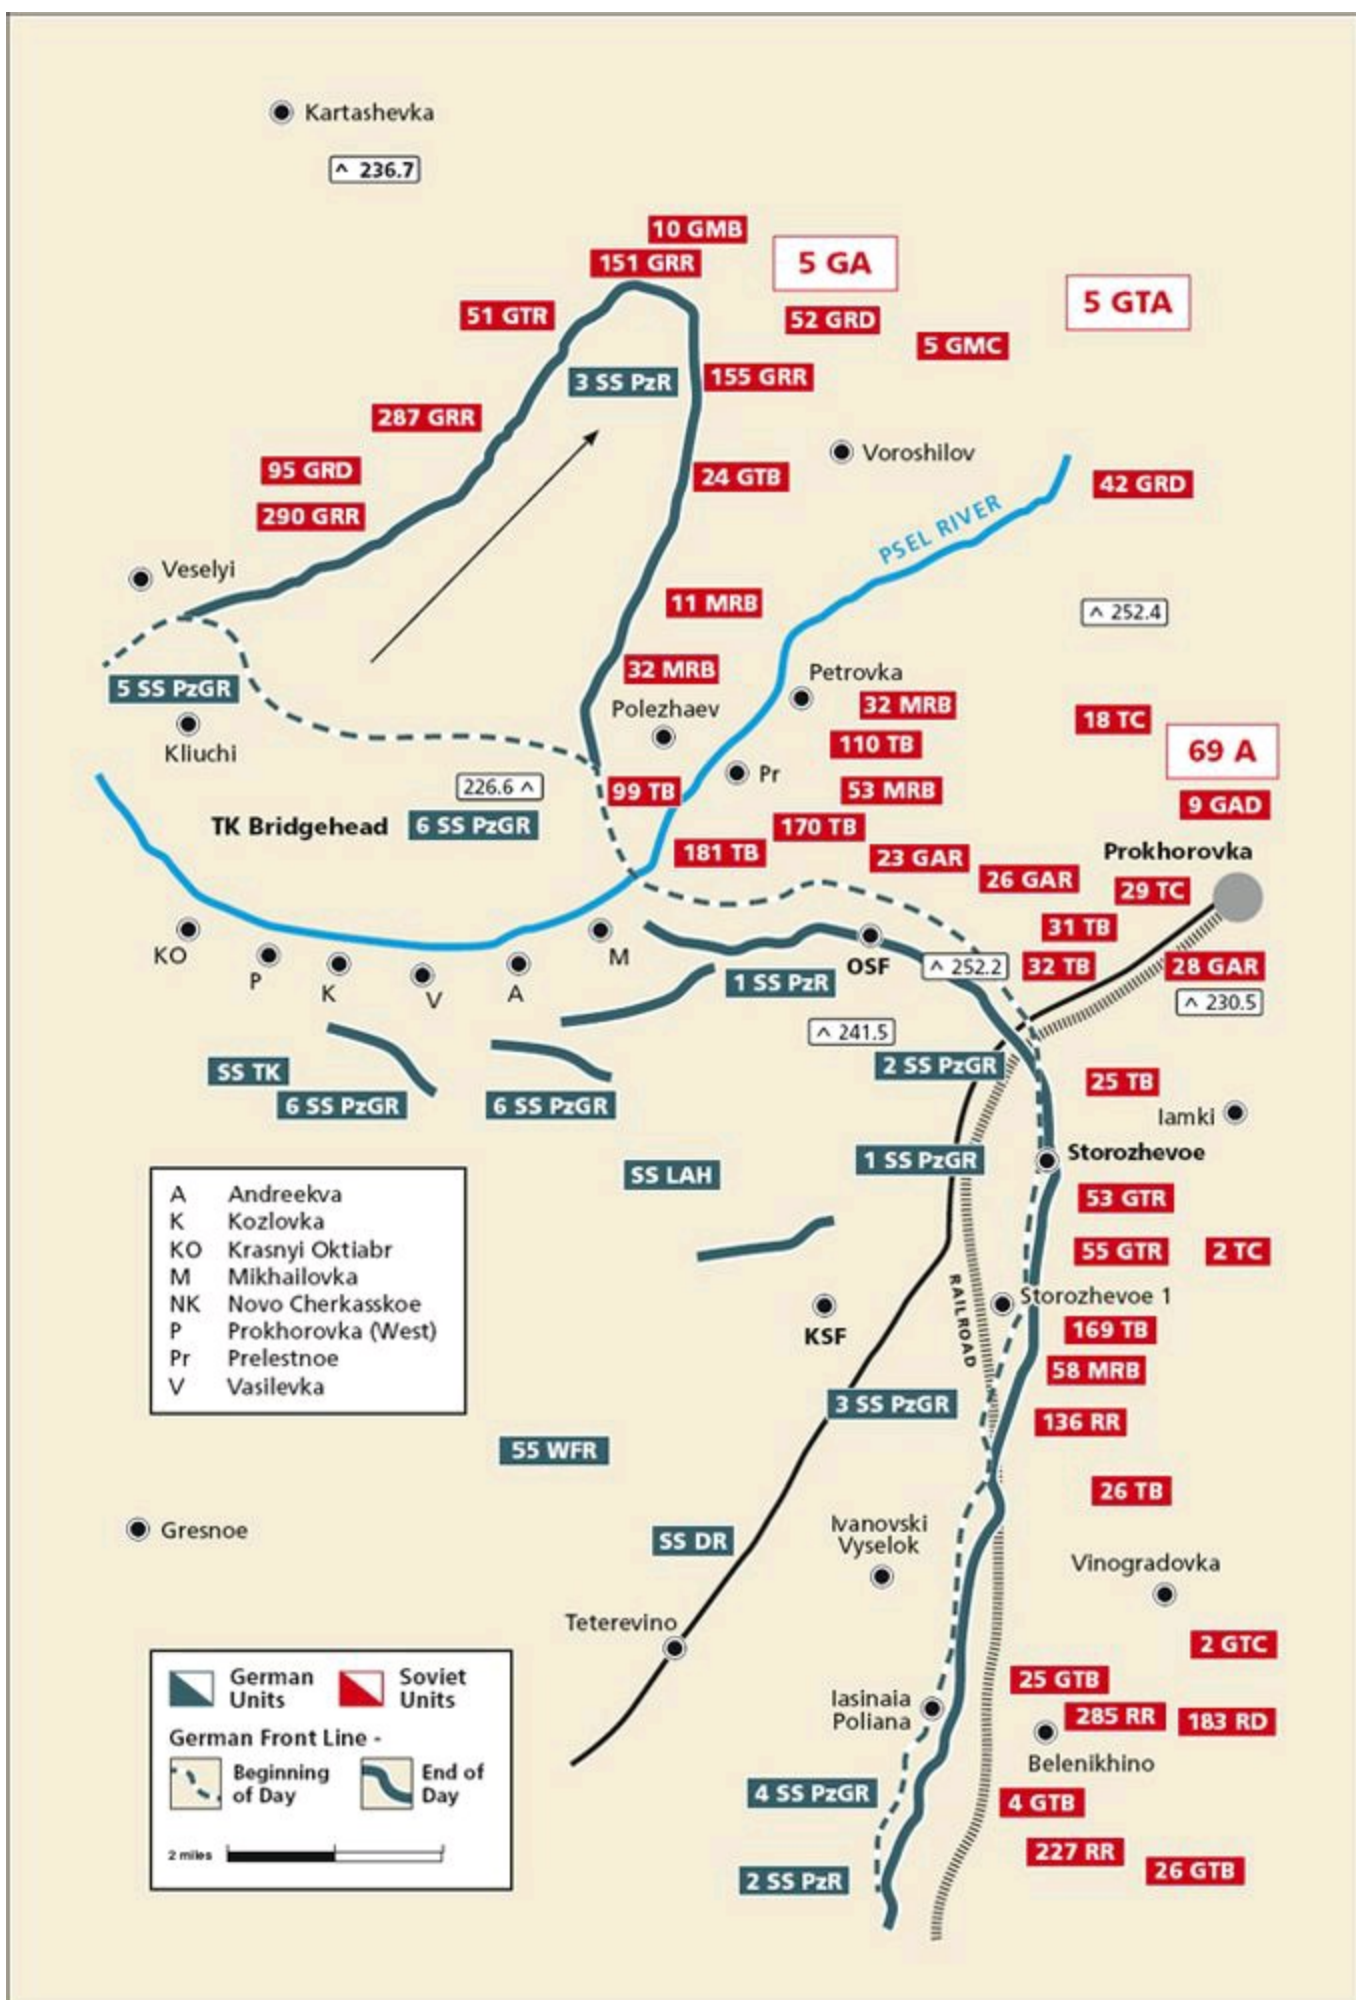 Kartashevka
^ 236.7
10 GMB
151 GRR
5 GA
5 GTA
51 GTR
52 GRD
5 GMC
3 SS PzR
155 GRR
287 GRR
Voroshilov
95 GRD
24 GTB
42 GRD
290 GRR
PSEL RIVER
Veselyi
11 MRB
^ 252.4
32 MRB
Petrovka
5 SS PzGR
Polezhaev
32 MRB
18 TC
Kliuchi
110 TB
69 A
Pr
226.6 ^
99 TB
53 MRB
9 GAD
TK Bridgehead
6 SS PzGR
170 TB
181 TB
23 GAR
Prokhorovka
26 GAR
29 TC
31 TB
KO
P
K
V
A
M
OSF
^ 252.2
32 TB
28 GAR
1 SS PzR
^ 230.5
^ 241.5
2 SS PzGR
SS TK
25 TB
6 SS PzGR
6 SS PzGR
Iamki
1 SS PzGR
Storozhevoe
SS LAH
53 GTR
55 GTR
2 TC
A Andreekva
K Kozlovka
KO Krasnyi Oktiabr
M Mikhailovka
NK Novo Cherkasskoe
P Prokhorovka (West)
Pr Prelestnoe
V Vasilevka
RAILROAD
Storozhevoe 1
KSF
169 TB
58 MRB
3 SS PzGR
136 RR
55 WFR
26 TB
Gresnoe
SS DR
Ivanovski
Vyselok
Vinogradovka
Teterevino
2 GTC
25 GTB
Iasinaia
Poliana
285 RR
183 RD
Belenikhino
4 SS PzGR
4 GTB
227 RR
2 SS PzR
26 GTB
German
Units
Soviet
Units
German Front Line -
Beginning
of Day
End of
Day
2 miles